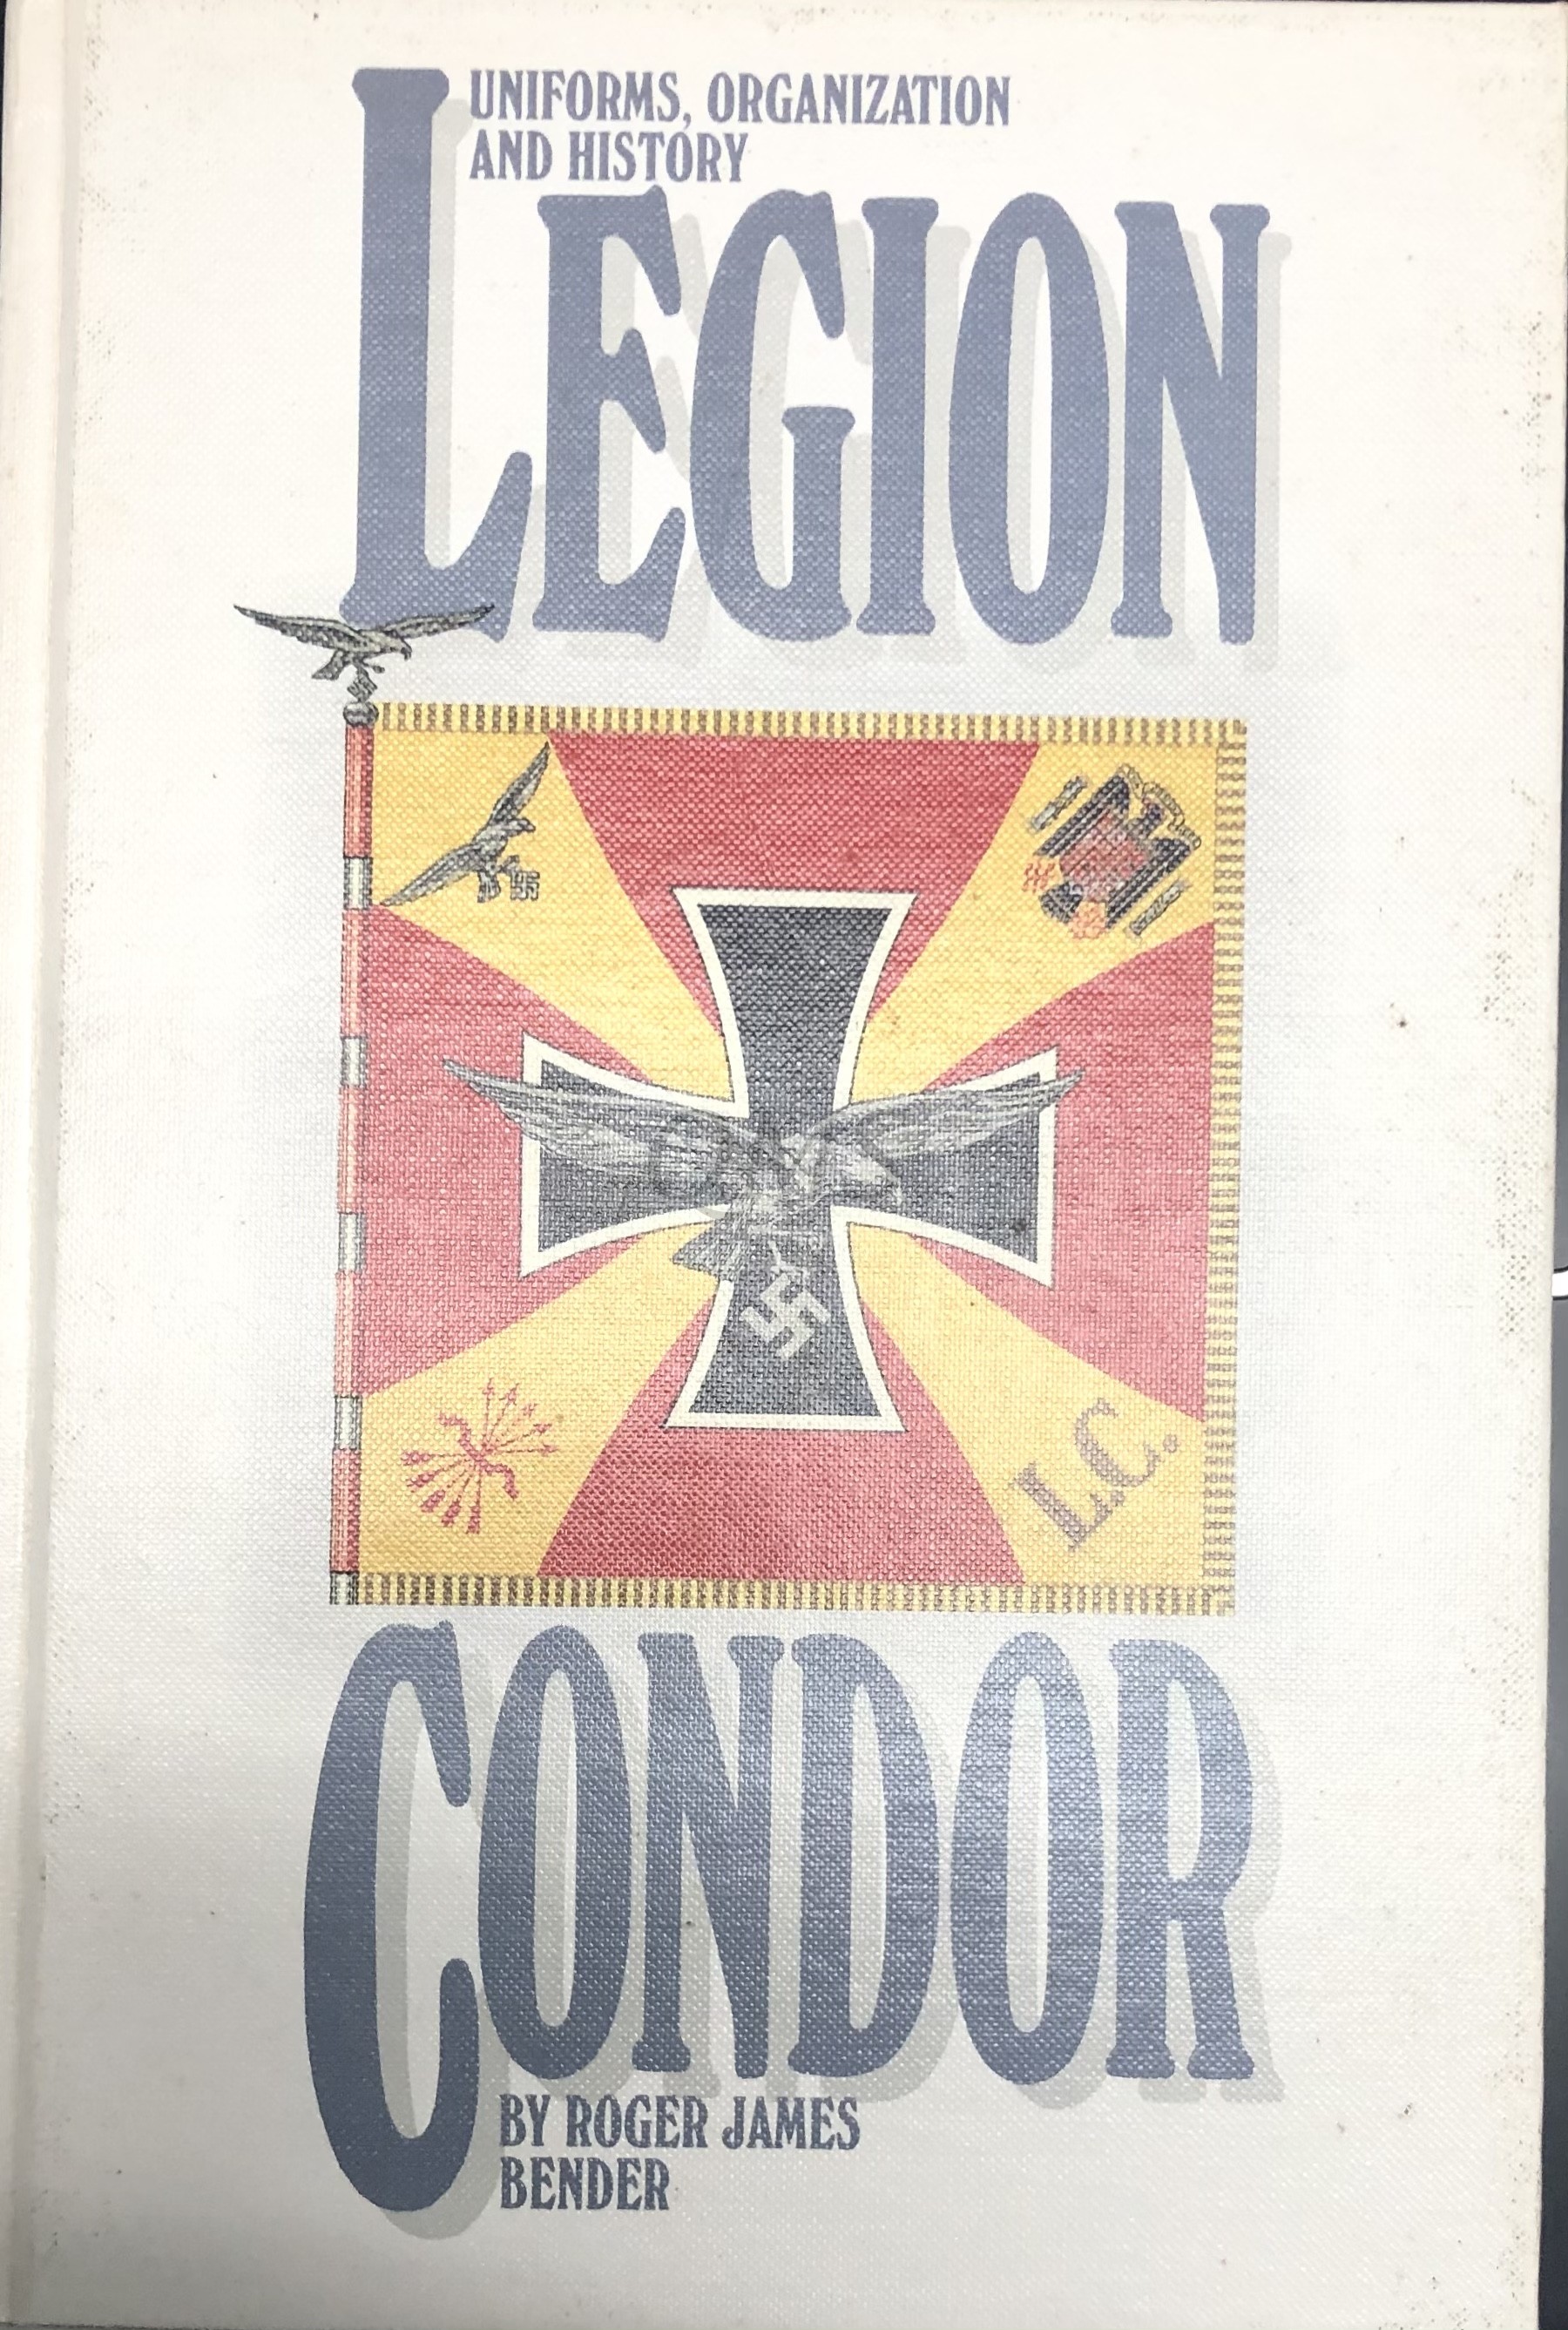 UNIFORMS, ORGANIZATION
AND HISTORY
LEGION
L.C.
CONDOR
BY ROGER JAMES
BENDER